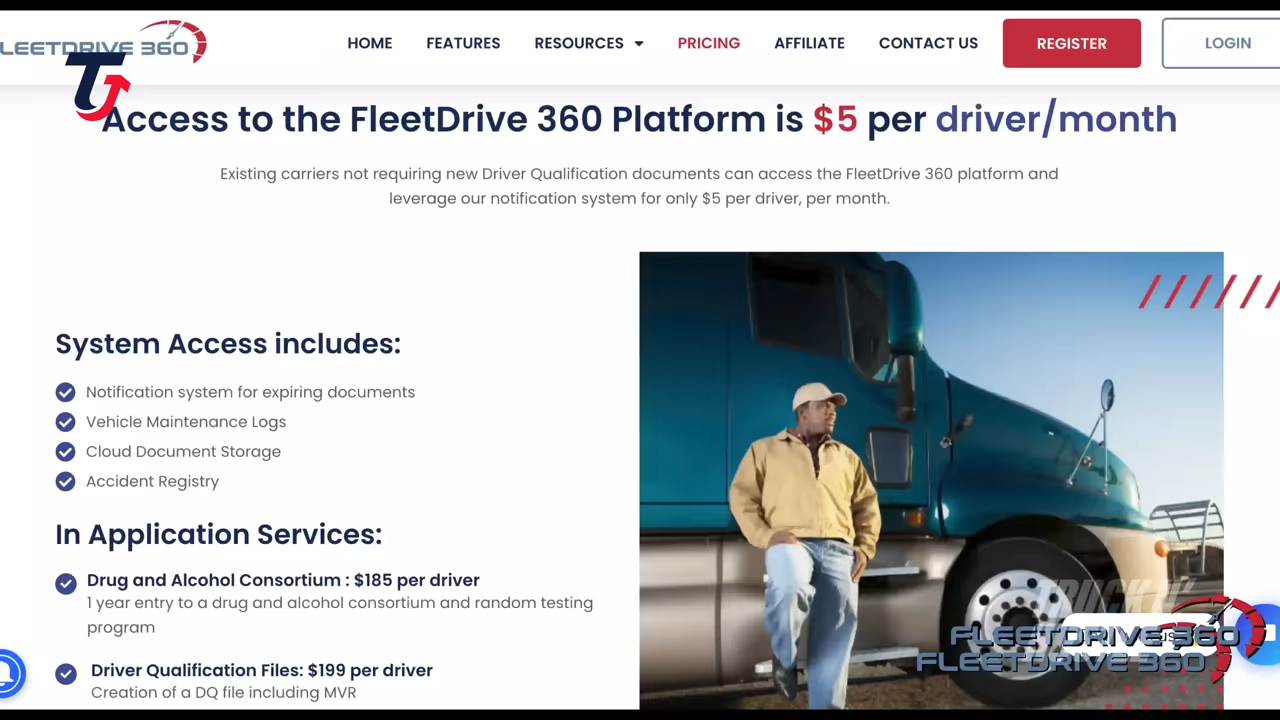 LEETDRIVE 360
HOME
FEATURES
RESOURCES
PRICING
AFFILIATE
CONTACT US
REGISTER
LOGIN
Access to the FleetDrive 360 Platform is $5 per driver/month
Existing carriers not requiring new Driver Qualification documents can access the FleetDrive 360 platform and
leverage our notification system for only $5 per driver, per month.
System Access includes:
Notification system for expiring documents
Vehicle Maintenance Logs
Cloud Document Storage
Accident Registry
In Application Services:
Drug and Alcohol Consortium : $185 per driver
1 year entry to a drug and alcohol consortium and random testing
program
Driver Qualification Files: $199 per driver
Creation of a DQ file including MVR
FLEETDRIVE 360
FLEETDRIVE 360